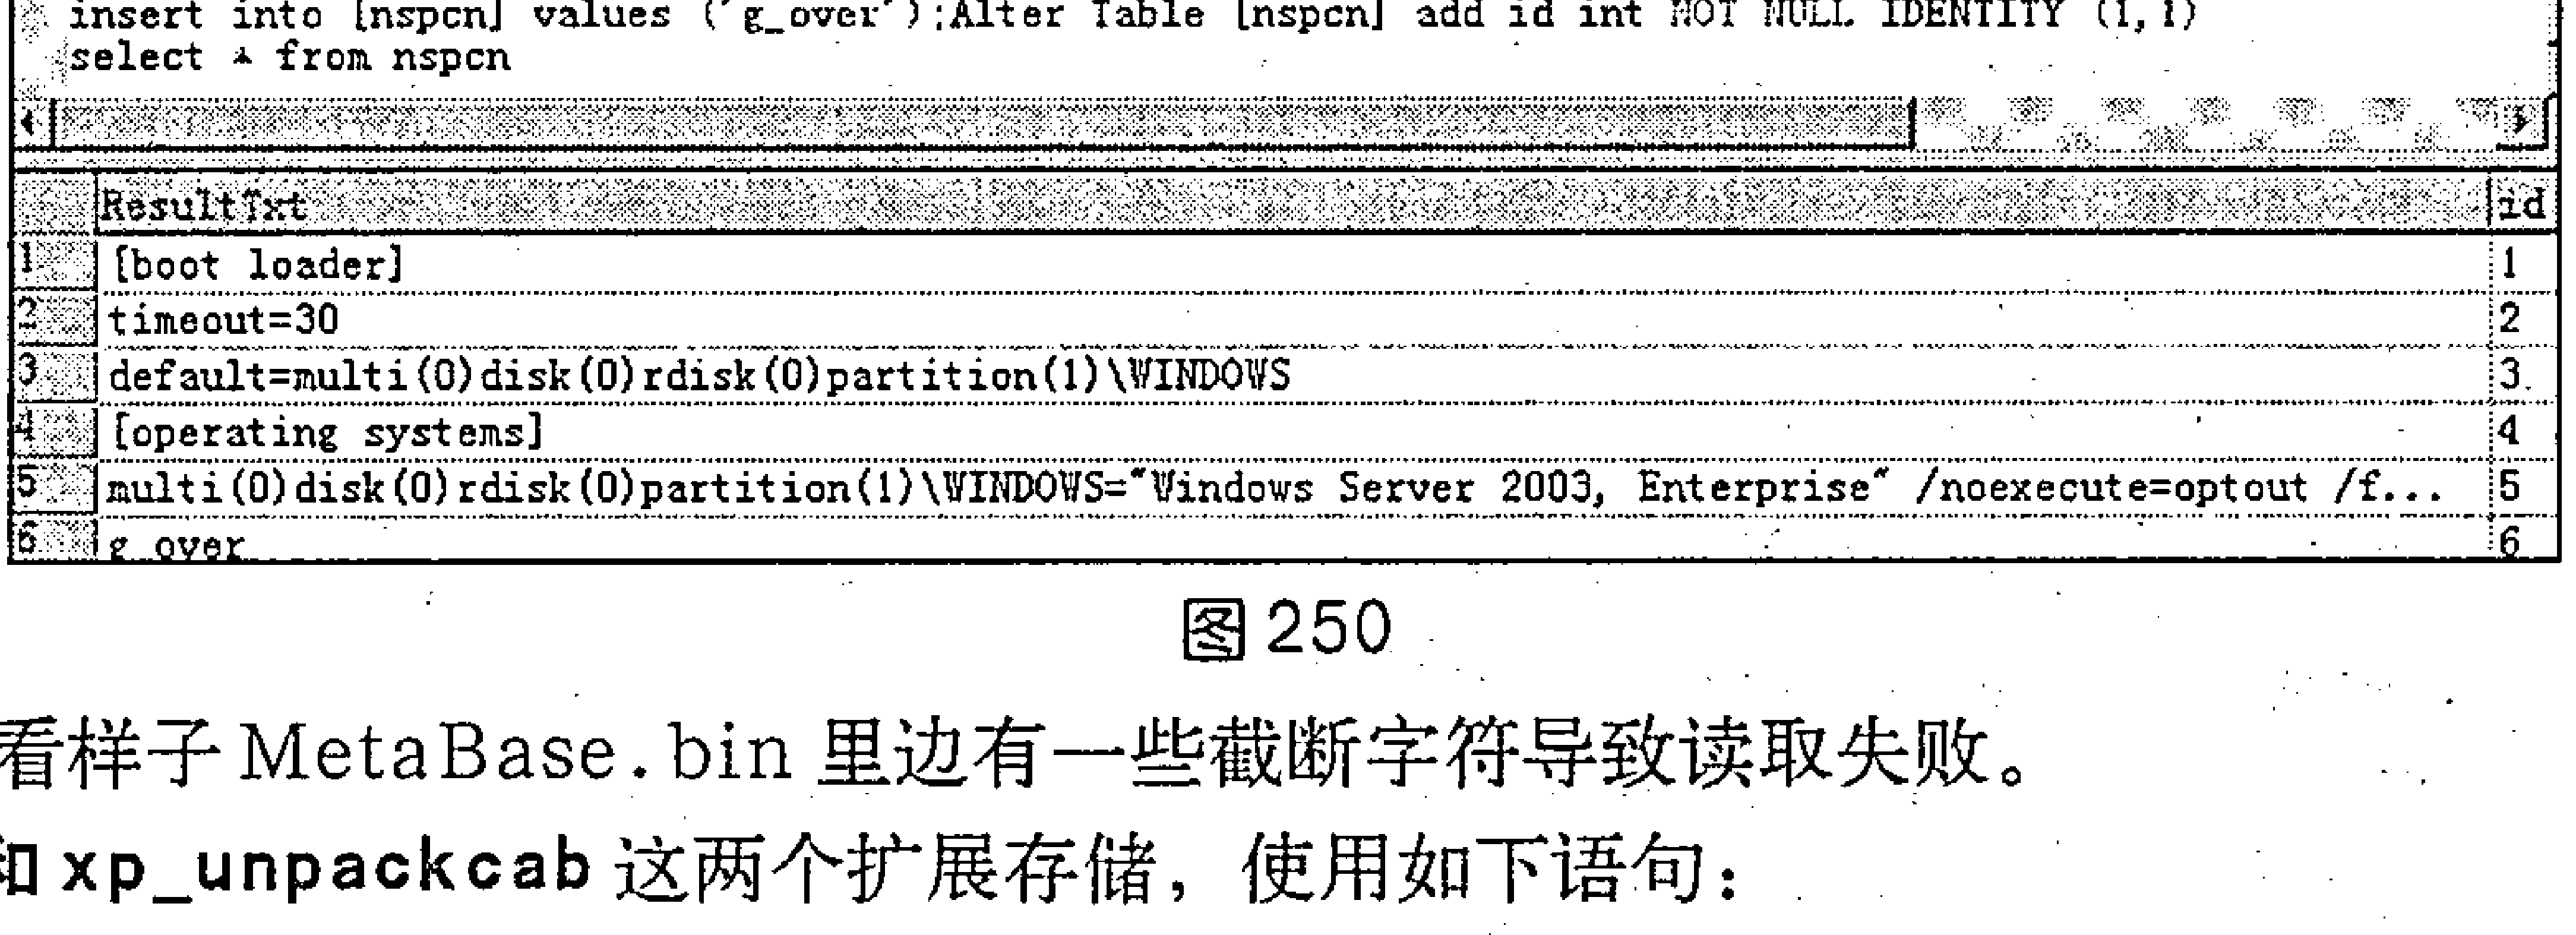 insert into [nspcn] values ('g_over');Alter Table [nspcn] add id int NOT NULL IDENTITY (1,1)
select * from nspcn
ResultTxt id
1 [boot loader] 1
2 timeout=30 2
3 default=multi(0)disk(0)rdisk(0)partition(1)\WINDOWS 3
4 [operating systems] 4
5 multi(0)disk(0)rdisk(0)partition(1)\WINDOWS="Windows Server 2003, Enterprise" /noexecute=optout /f... 5
6 g_over 6
图 250
看样子 MetaBase.bin 里边有一些截断字符导致读取失败。
和 xp_unpackcab 这两个扩展存储，使用如下语句：